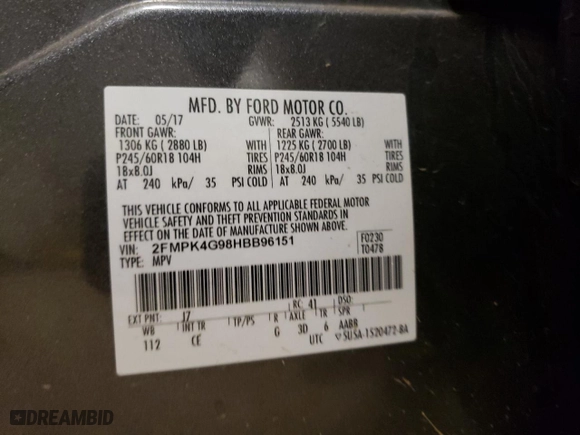 MFD. BY FORD MOTOR CO.
DATE: 05/17 GVWR: 2513 KG ( 5540 LB)
FRONT GAWR: REAR GAWR:
1306 KG ( 2880 LB) WITH 1225 KG ( 2700 LB) WITH
P245/60R18 104H TIRES P245/60R18 104H TIRES
18x8.0J RIMS 18x8.0J RIMS
AT 240 kPa/ 35 PSI COLD AT 240 kPa/ 35 PSI COLD
THIS VEHICLE CONFORMS TO ALL APPLICABLE FEDERAL MOTOR
VEHICLE SAFETY AND THEFT PREVENTION STANDARDS IN
EFFECT ON THE DATE OF MANUFACTURE SHOWN ABOVE.
VIN: 2FMPK4G98HBB96151 F0230
TYPE: MPV T0478
EXT PNT: J7 RC: 41 DSO:
WB INT TR TP/PS R AXLE TR S
112 CE G 3D 6 AABR
UTC ▽SUSA-1520472-BA
DREAMBID